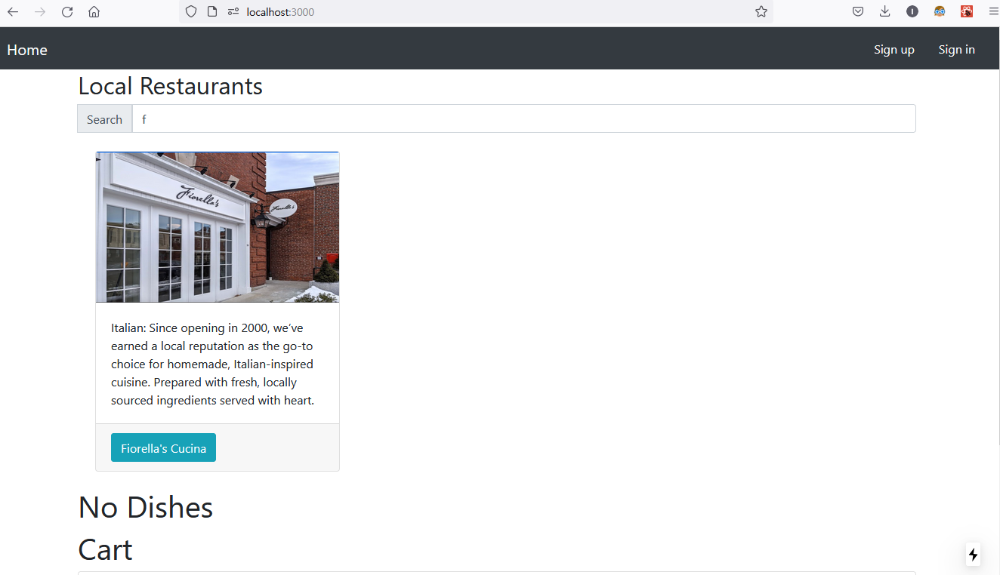 localhost:3000
Home
Sign up
Sign in
Local Restaurants
Search
f
Fiorella's
Fiorella's
Italian: Since opening in 2000, we’ve
earned a local reputation as the go-to
choice for homemade, Italian-inspired
cuisine. Prepared with fresh, locally
sourced ingredients served with heart.
Fiorella's Cucina
No Dishes
Cart